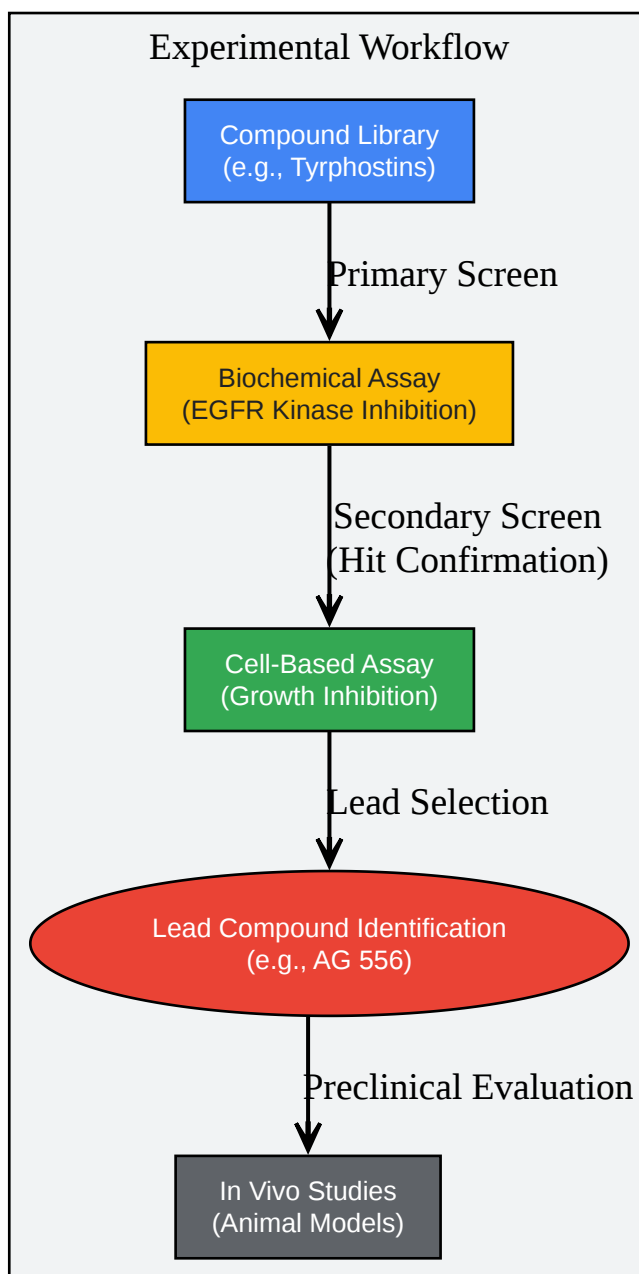 Experimental Workflow
Compound Library
(e.g., Tyrphostins)
Primary Screen
Biochemical Assay
(EGFR Kinase Inhibition)
Secondary Screen
(Hit Confirmation)
Cell-Based Assay
(Growth Inhibition)
Lead Selection
Lead Compound Identification
(e.g., AG 556)
Preclinical Evaluation
In Vivo Studies
(Animal Models)